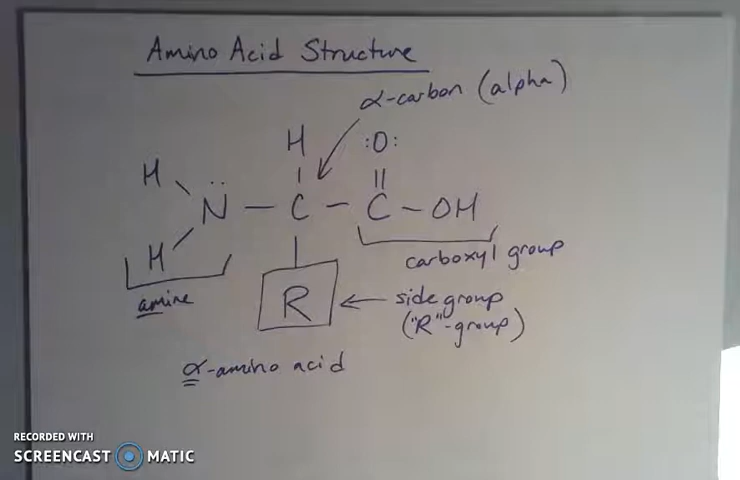 Amino Acid Structure
α-carbon (alpha)
H
:O:
H
N — C — C — OH
H
carboxyl group
amine
R
side group
("R"-group)
α-amino acid
RECORDED WITH
SCREENCAST MATIC